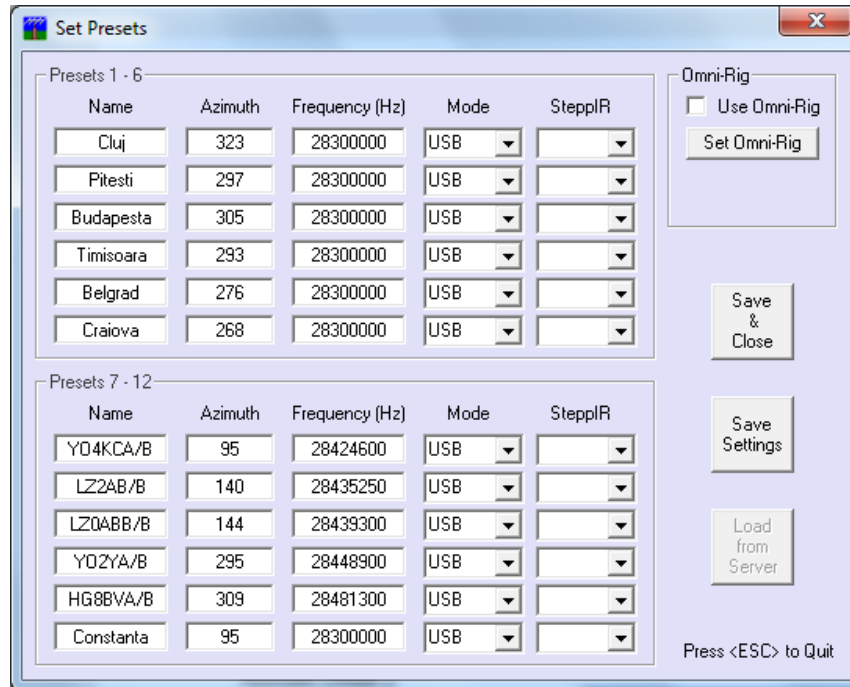 Set Presets
Presets 1 - 6
Name Azimuth Frequency (Hz) Mode SteppIR
Cluj 323 28300000 USB
Pitesti 297 28300000 USB
Budapesta 305 28300000 USB
Timisoara 293 28300000 USB
Belgrad 276 28300000 USB
Craiova 268 28300000 USB
Presets 7 - 12
Name Azimuth Frequency (Hz) Mode SteppIR
YO4KCA/B 95 28424600 USB
LZ2AB/B 140 28435250 USB
LZ0ABB/B 144 28439300 USB
YO2YA/B 295 28448900 USB
HG8BVA/B 309 28481300 USB
Constanta 95 28300000 USB
Omni-Rig
Use Omni-Rig
Set Omni-Rig
Save
&
Close
Save
Settings
Load
from
Server
Press <ESC> to Quit